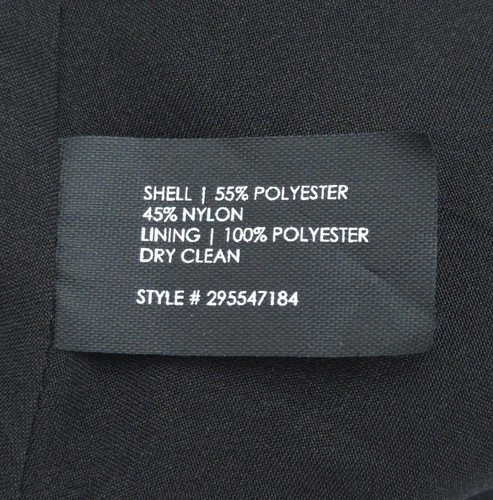 SHELL | 55% POLYESTER
45% NYLON
LINING | 100% POLYESTER
DRY CLEAN
STYLE # 295547184